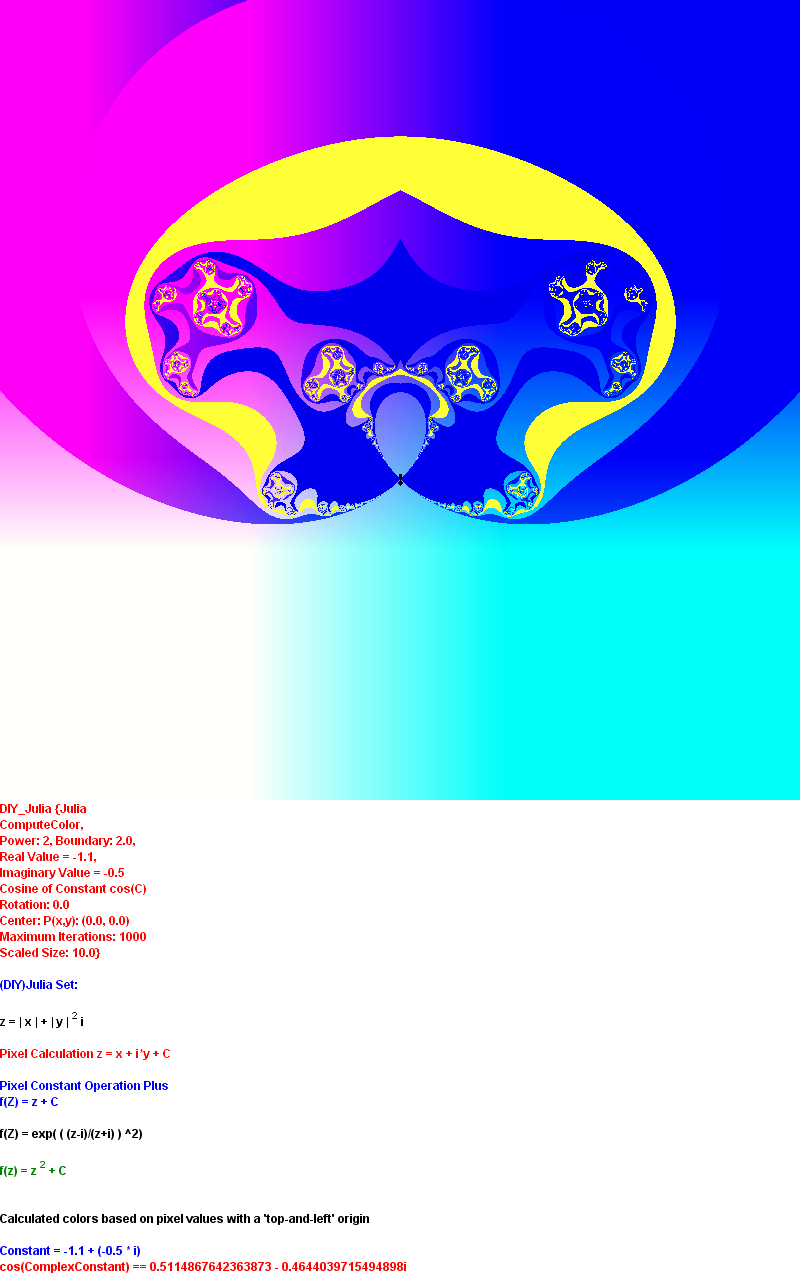 DIY_Julia {Julia
ComputeColor,
Power: 2, Boundary: 2.0,
Real Value = -1.1,
Imaginary Value = -0.5
Cosine of Constant cos(C)
Rotation: 0.0
Center: P(x,y): (0.0, 0.0)
Maximum Iterations: 1000
Scaled Size: 10.0}
(DIY)Julia Set:
z = | x | + | y | ² i
Pixel Calculation z = x + i*y + C
Pixel Constant Operation Plus
f(Z) = z + C
f(Z) = exp( ( (z-i)/(z+i) ) ^2)
f(z) = z ² + C
Calculated colors based on pixel values with a 'top-and-left' origin
Constant = -1.1 + (-0.5 * i)
cos(ComplexConstant) == 0.5114867642363873 - 0.4644039715494898i